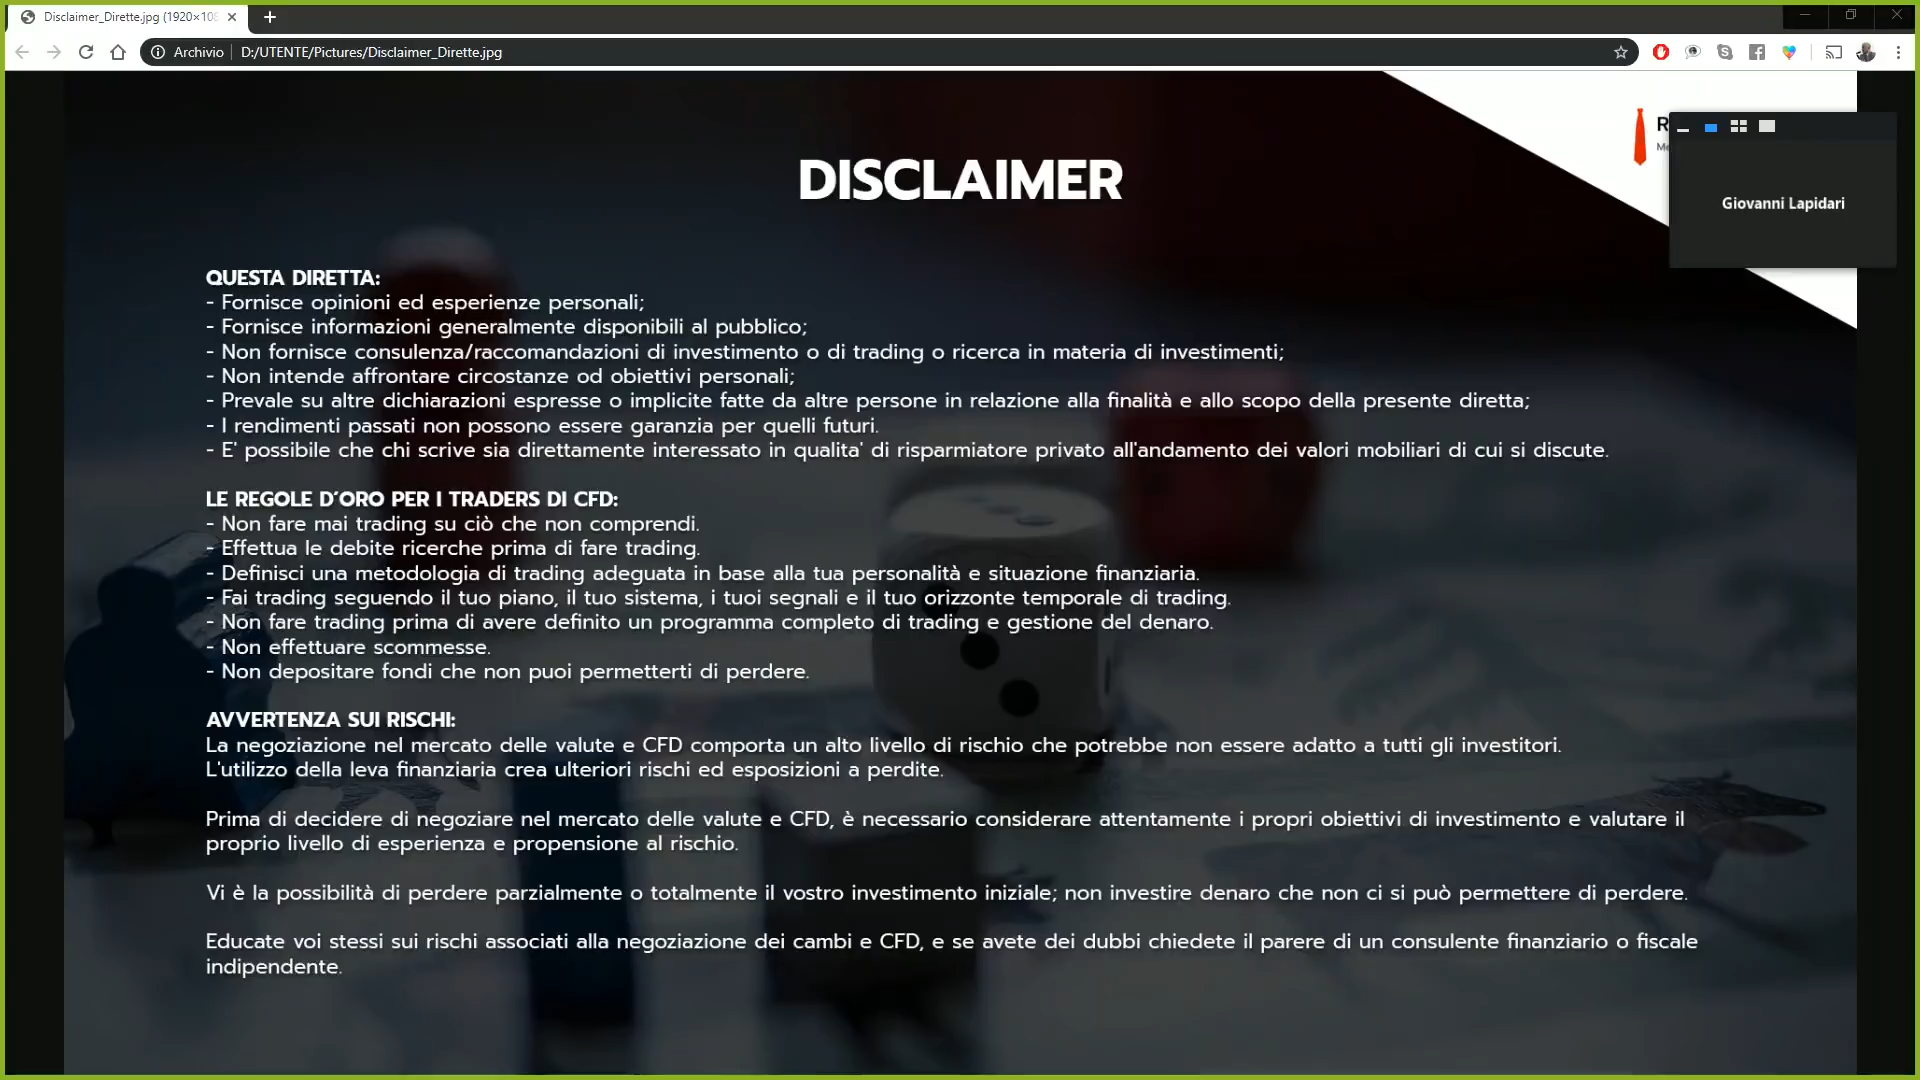 Disclaimer_Dirette.jpg (1920×108
Archivio
D:/UTENTE/Pictures/Disclaimer_Dirette.jpg
Giovanni Lapidari
DISCLAIMER
QUESTA DIRETTA:
- Fornisce opinioni ed esperienze personali;
- Fornisce informazioni generalmente disponibili al pubblico;
- Non fornisce consulenza/raccomandazioni di investimento o di trading o ricerca in materia di investimenti;
- Non intende affrontare circostanze od obiettivi personali;
- Prevale su altre dichiarazioni espresse o implicite fatte da altre persone in relazione alla finalità e allo scopo della presente diretta;
- I rendimenti passati non possono essere garanzia per quelli futuri.
- E' possibile che chi scrive sia direttamente interessato in qualita' di risparmiatore privato all'andamento dei valori mobiliari di cui si discute.
LE REGOLE D'ORO PER I TRADERS DI CFD:
- Non fare mai trading su ciò che non comprendi.
- Effettua le debite ricerche prima di fare trading.
- Definisci una metodologia di trading adeguata in base alla tua personalità e situazione finanziaria.
- Fai trading seguendo il tuo piano, il tuo sistema, i tuoi segnali e il tuo orizzonte temporale di trading.
- Non fare trading prima di avere definito un programma completo di trading e gestione del denaro.
- Non effettuare scommesse.
- Non depositare fondi che non puoi permetterti di perdere.
AVVERTENZA SUI RISCHI:
La negoziazione nel mercato delle valute e CFD comporta un alto livello di rischio che potrebbe non essere adatto a tutti gli investitori.
L'utilizzo della leva finanziaria crea ulteriori rischi ed esposizioni a perdite.
Prima di decidere di negoziare nel mercato delle valute e CFD, è necessario considerare attentamente i propri obiettivi di investimento e valutare il
proprio livello di esperienza e propensione al rischio.
Vi è la possibilità di perdere parzialmente o totalmente il vostro investimento iniziale; non investire denaro che non ci si può permettere di perdere.
Educate voi stessi sui rischi associati alla negoziazione dei cambi e CFD, e se avete dei dubbi chiedete il parere di un consulente finanziario o fiscale
indipendente.